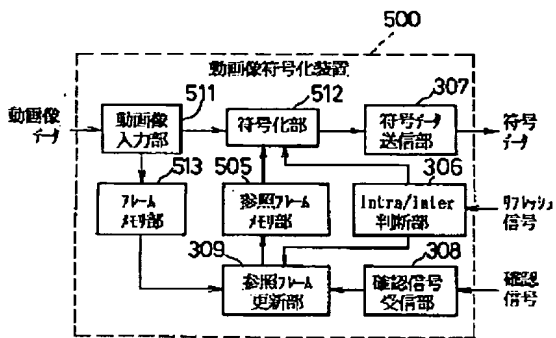 500
動画像符号化装置
511
512
307
動画像
データ
動画像
入力部
符号化部
符号データ
送信部
符号
データ
513
505
306
フレーム
メモリ部
参照フレーム
メモリ部
Intra/Inter
判断部
リフレッシュ
信号
309
308
参照フレーム
更新部
確認信号
受信部
確認
信号